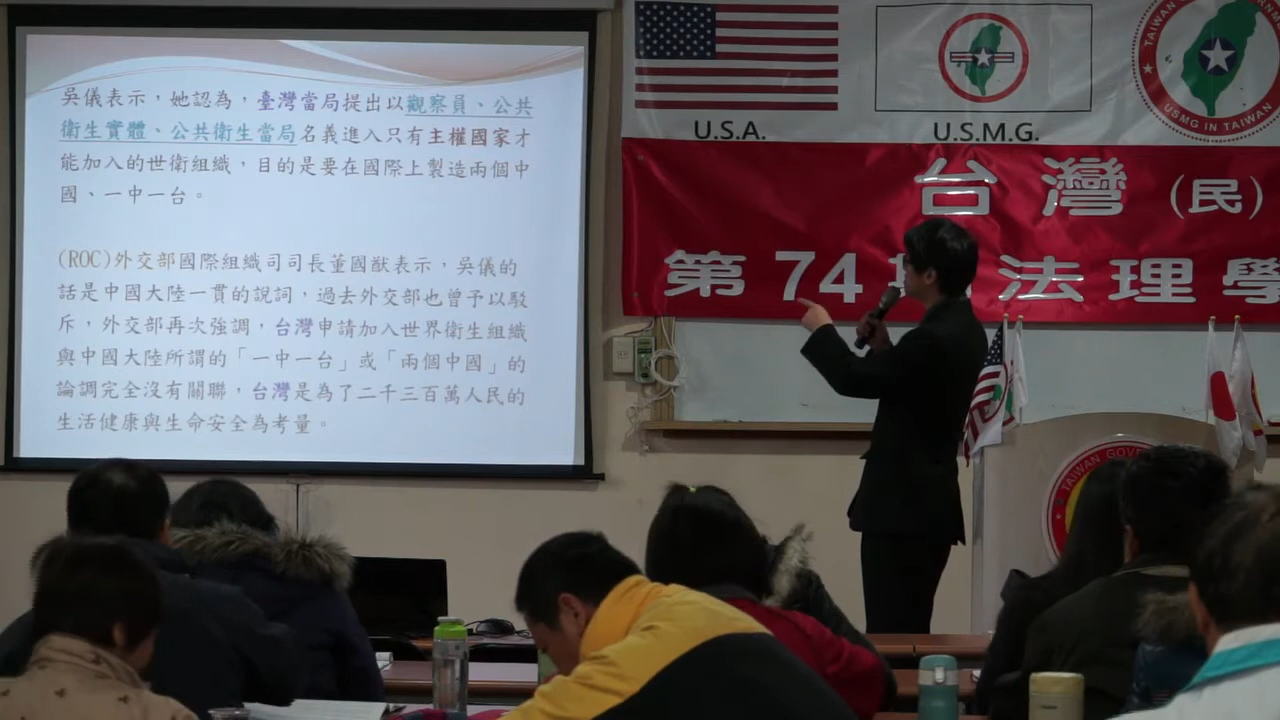 吳儀表示，她認為，臺灣當局提出以觀察員、公共
衛生實體、公共衛生當局名義進入只有主權國家才
能加入的世衛組織，目的是要在國際上製造兩個中
國、一中一台。
(ROC)外交部國際組織司司長董國猷表示，吳儀的
話是中國大陸一貫的說詞，過去外交部也曾予以駁
斥，外交部再次強調，台灣申請加入世界衛生組織
與中國大陸所謂的「一中一台」或「兩個中國」的
論調完全沒有關聯，台灣是為了二千三百萬人民的
生活健康與生命安全為考量。
U.S.A.
U.S.M.G.
USMG IN TAIWAN
台灣(民)
第74 法理學
TAIWAN